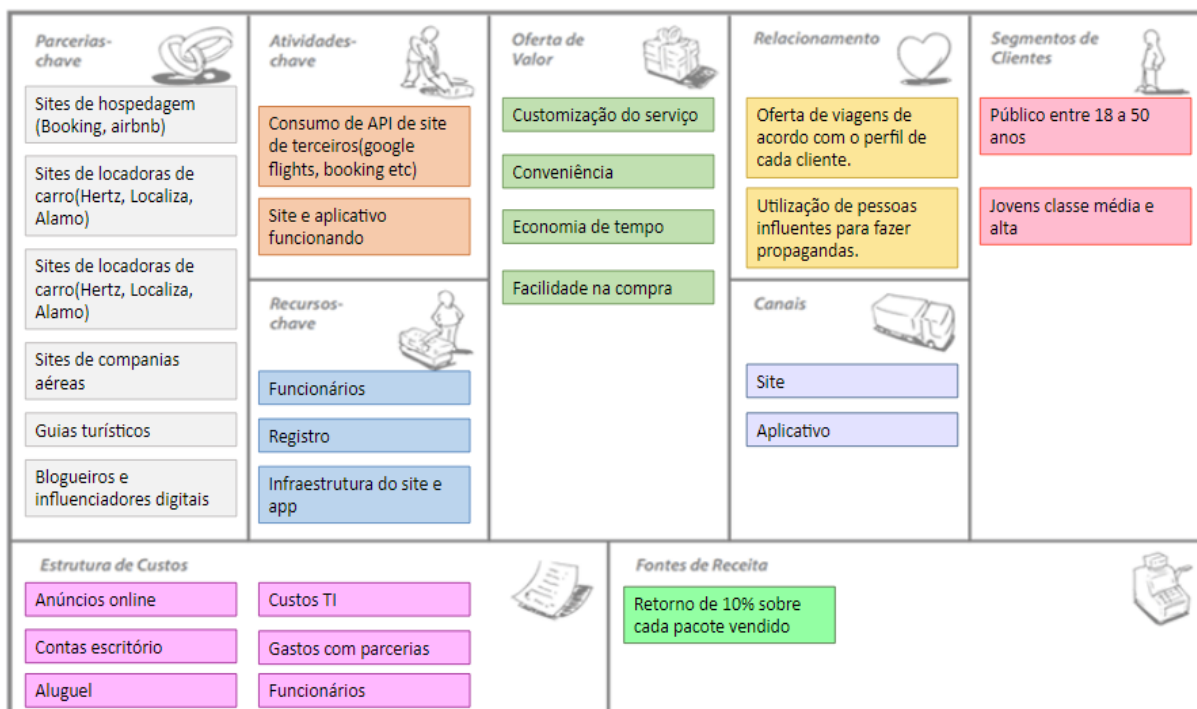 Parcerias-
chave
Sites de hospedagem
(Booking, airbnb)
Sites de locadoras de
carro(Hertz, Localiza,
Alamo)
Sites de locadoras de
carro(Hertz, Localiza,
Alamo)
Sites de companias
aéreas
Guias turísticos
Blogueiros e
influenciadores digitais
Atividades-
chave
Consumo de API de site
de terceiros(google
flights, booking etc)
Site e aplicativo
funcionando
Recursos-
chave
Funcionários
Registro
Infraestrutura do site e
app
Oferta de
Valor
Customização do serviço
Conveniência
Economia de tempo
Facilidade na compra
Relacionamento
Oferta de viagens de
acordo com o perfil de
cada cliente.
Utilização de pessoas
influentes para fazer
propagandas.
Canais
Site
Aplicativo
Segmentos de
Clientes
Público entre 18 a 50
anos
Jovens classe média e
alta
Estrutura de Custos
Anúncios online
Contas escritório
Aluguel
Custos TI
Gastos com parcerias
Funcionários
Fontes de Receita
Retorno de 10% sobre
cada pacote vendido